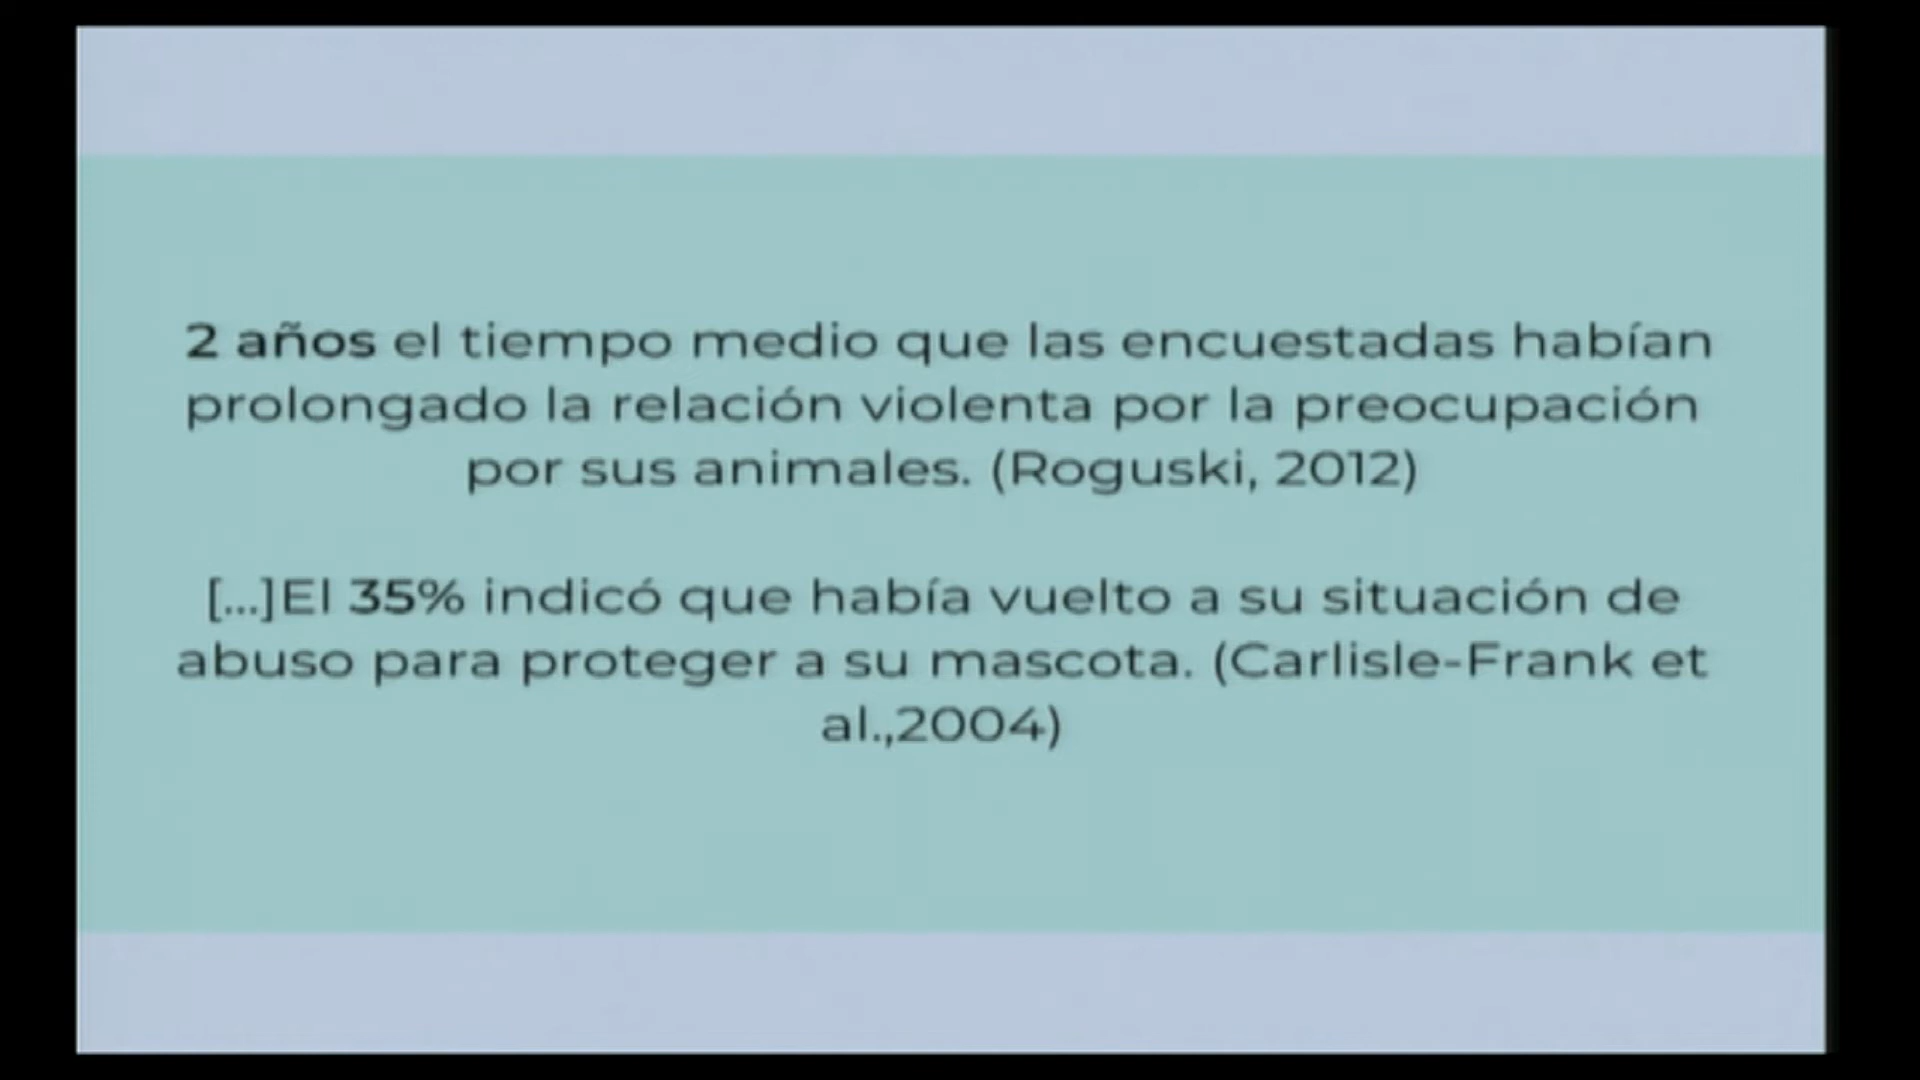 2 años el tiempo medio que las encuestadas habían
prolongado la relación violenta por la preocupación
por sus animales. (Roguski, 2012)
[...]El 35% indicó que había vuelto a su situación de
abuso para proteger a su mascota. (Carlisle-Frank et
al.,2004)